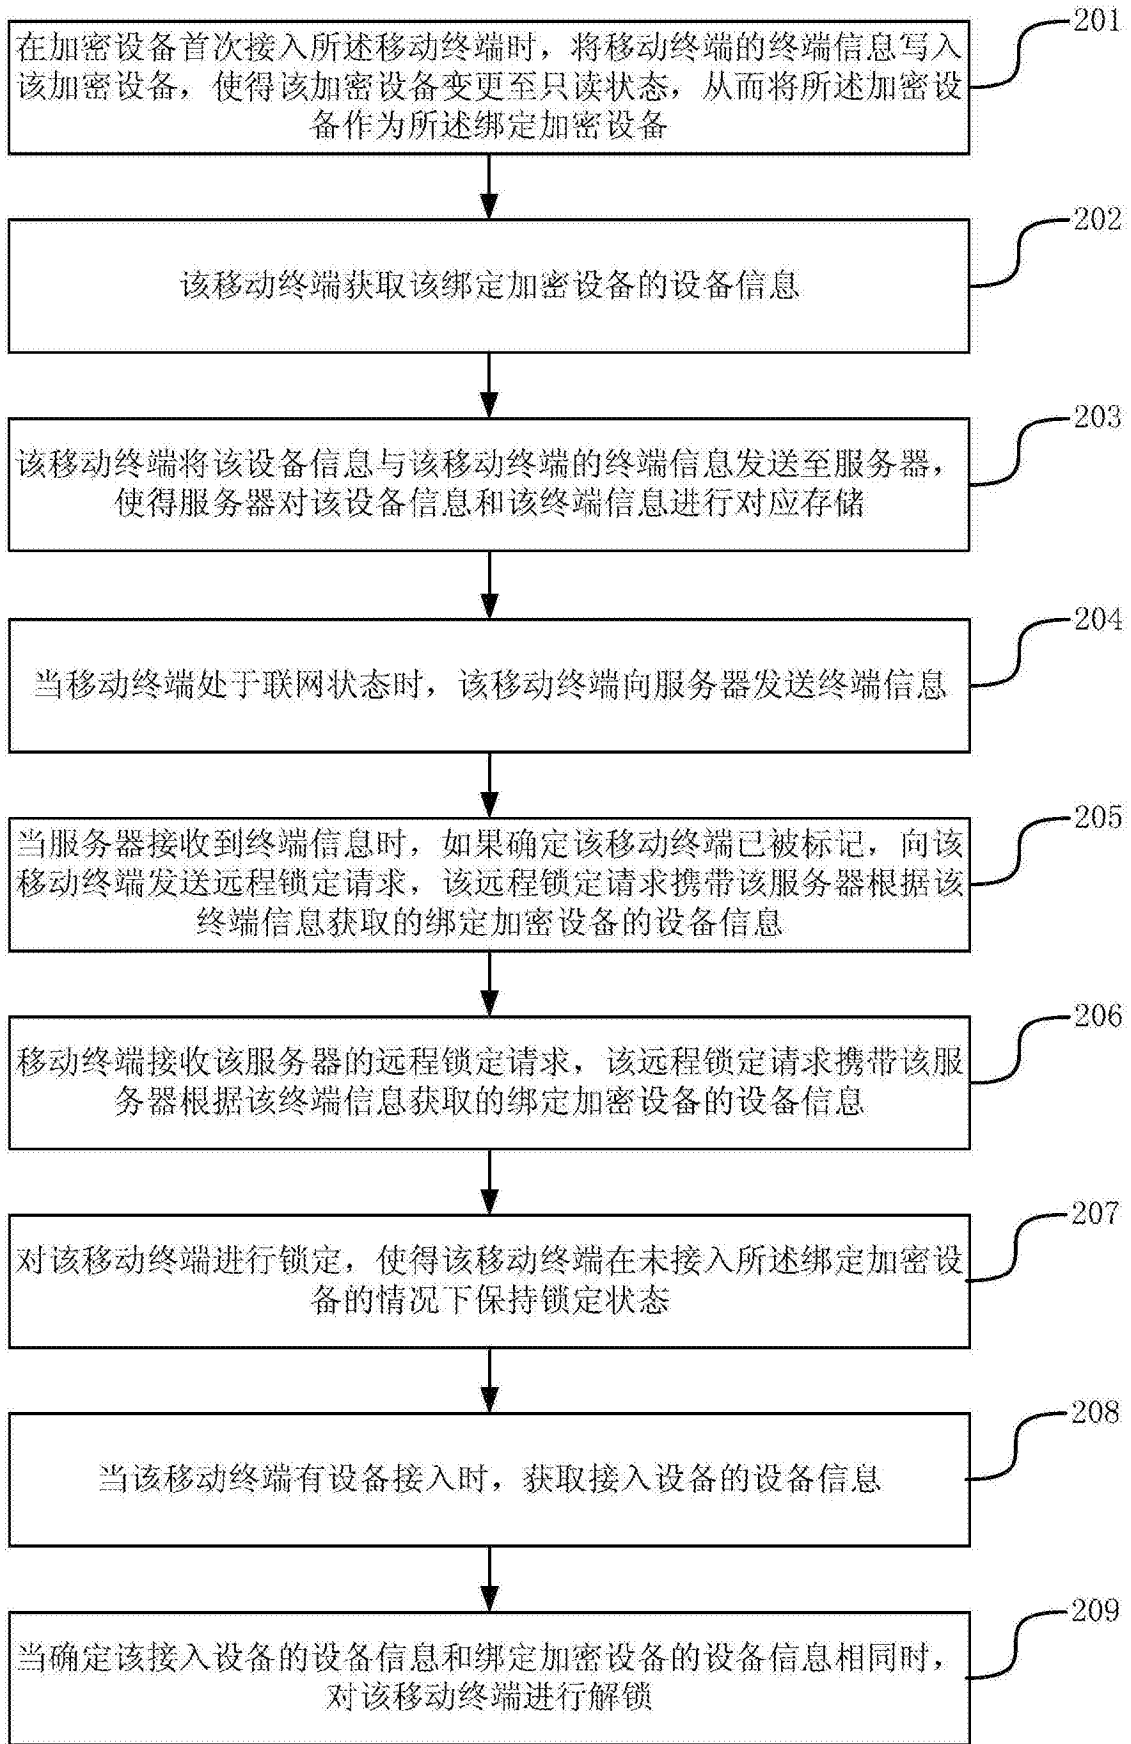 201
在加密设备首次接入所述移动终端时，将移动终端的终端信息写入
该加密设备，使得该加密设备变更至只读状态，从而将所述加密设
备作为所述绑定加密设备
202
该移动终端获取该绑定加密设备的设备信息
203
该移动终端将该设备信息与该移动终端的终端信息发送至服务器，
使得服务器对该设备信息和该终端信息进行对应存储
204
当移动终端处于联网状态时，该移动终端向服务器发送终端信息
205
当服务器接收到终端信息时，如果确定该移动终端已被标记，向该
移动终端发送远程锁定请求，该远程锁定请求携带该服务器根据该
终端信息获取的绑定加密设备的设备信息
206
移动终端接收该服务器的远程锁定请求，该远程锁定请求携带该服
务器根据该终端信息获取的绑定加密设备的设备信息
207
对该移动终端进行锁定，使得该移动终端在未接入所述绑定加密设
备的情况下保持锁定状态
208
当该移动终端有设备接入时，获取接入设备的设备信息
209
当确定该接入设备的设备信息和绑定加密设备的设备信息相同时，
对该移动终端进行解锁